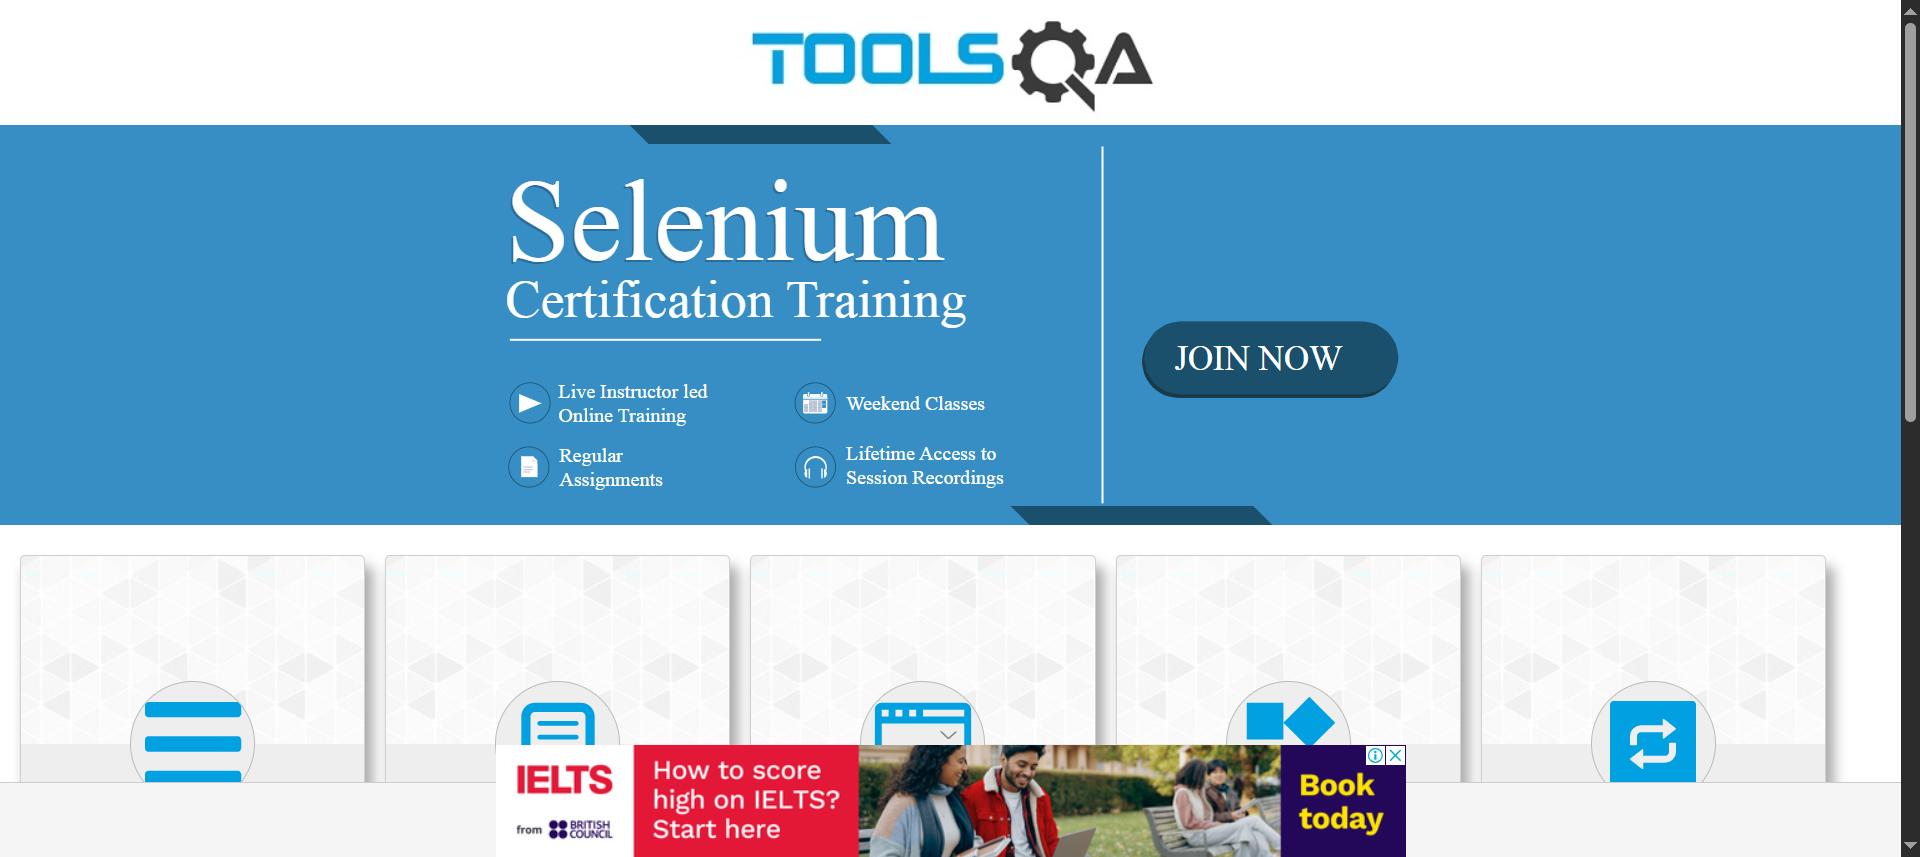 TOOLSQA
Selenium
Certification Training
JOIN NOW
Live Instructor led
Online Training
Weekend Classes
Regular
Assignments
Lifetime Access to
Session Recordings
IELTS
from BRITISH
COUNCIL
How to score
high on IELTS?
Start here
Book
today